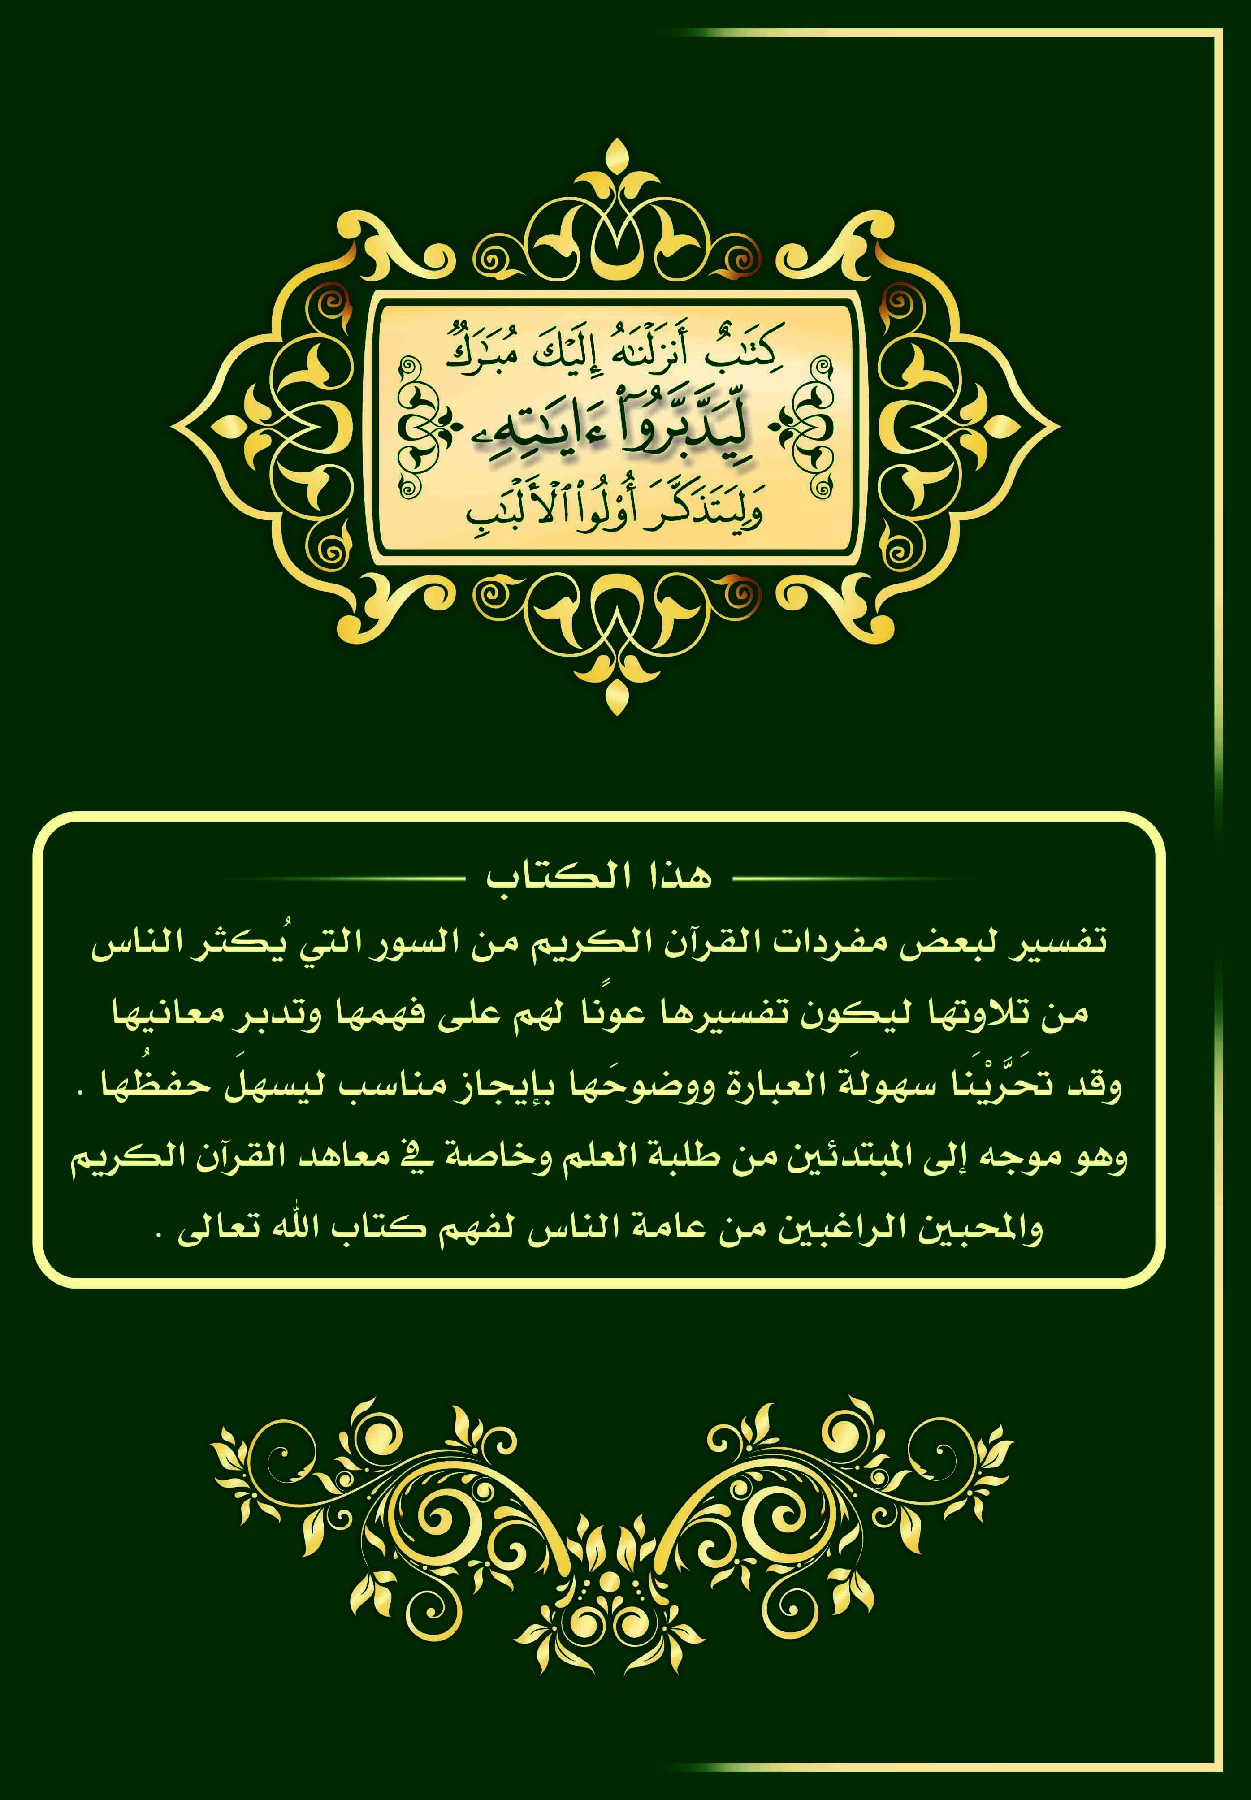 كِتَٰبٌ أَنزَلْنَٰهُ إِلَيْكَ مُبَٰرَكٌ
لِّيَدَّبَّرُوٓا۟ ءَايَٰتِهِۦ
وَلِيَتَذَكَّرَ أُو۟لُوا۟ ٱلْأَلْبَٰبِ
هذا الكتاب
تفسير لبعض مفردات القرآن الكريم من السور التي يُكثر الناس
من تلاوتها ليكون تفسيرها عونًا لهم على فهمها وتدبر معانيها
وقد تحَرَّيْنَا سهولةَ العبارة ووضوحَها بإيجاز مناسب ليسهلَ حفظُها .
وهو موجه إلى المبتدئين من طلبة العلم وخاصة في معاهد القرآن الكريم
والمحبين الراغبين من عامة الناس لفهم كتاب الله تعالى .